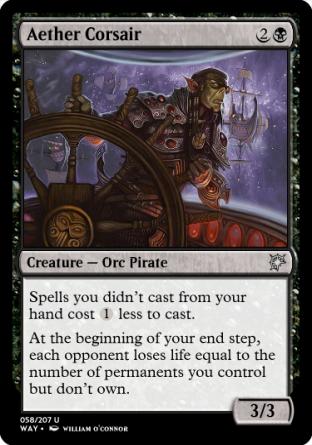 Aether Corsair 2
Creature — Orc Pirate
Spells you didn't cast from your
hand cost 1 less to cast.
At the beginning of your end step,
each opponent loses life equal to the
number of permanents you control
but don't own.
3/3
058/207 U
WAY • WILLIAM O'CONNOR